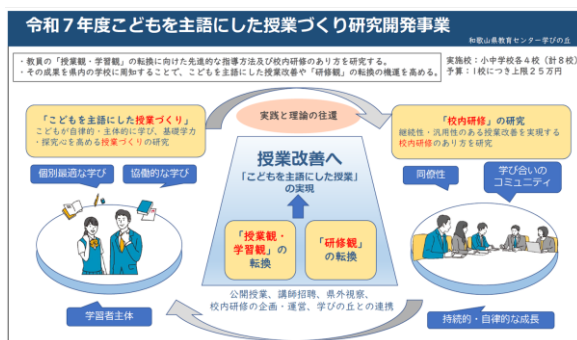 令和７年度こどもを主語にした授業づくり研究開発事業
和歌山県教育センター学びの丘
・教員の「授業観・学習観」の転換に向けた先進的な指導方法及び校内研修のあり方を研究する。
・その成果を県内の学校に周知することで、こどもを主語にした授業改善や「研修観」の転換の機運を高める。
実施校：小中学校各４校（計８校）
予算：１校につき上限２５万円
「こどもを主語にした授業づくり」
こどもが自律的・主体的に学び、基礎学力
・探究心を高める授業づくりの研究
個別最適な学び
協働的な学び
学習者主体
実践と理論の往還
授業改善へ
「こどもを主語にした授業」
の実現
「授業観・
学習観」の
転換
「研修観」
の転換
公開授業、講師招聘、県外視察、
校内研修の企画・運営、学びの丘との連携
「校内研修」の研究
継続性・汎用性のある授業改善を実現する
校内研修のあり方を研究
同僚性
学び合いの
コミュニティ
持続的・自律的な成長